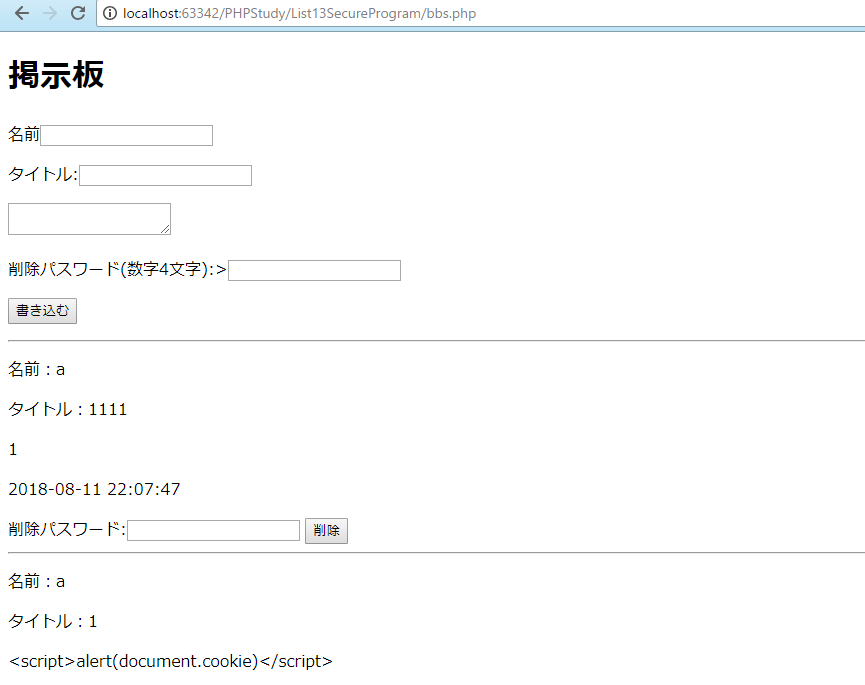 localhost:63342/PHPStudy/List13SecureProgram/bbs.php
掲示板
名前
タイトル:
削除パスワード(数字4文字):>
書き込む
名前：a
タイトル：1111
1
2018-08-11 22:07:47
削除パスワード: 削除
名前：a
タイトル：1
<script>alert(document.cookie)</script>